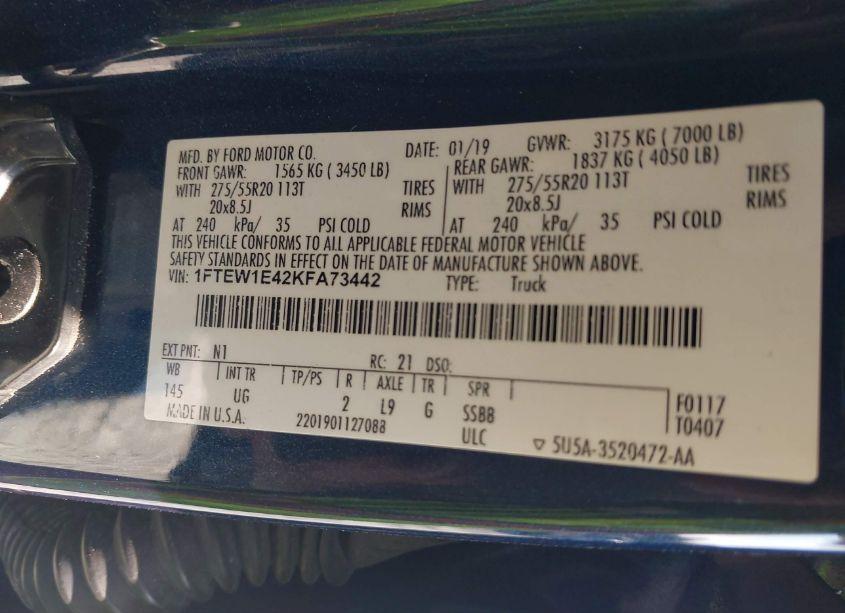 MFD. BY FORD MOTOR CO. DATE: 01/19 GVWR: 3175 KG ( 7000 LB)
FRONT GAWR: 1565 KG ( 3450 LB) REAR GAWR: 1837 KG ( 4050 LB)
WITH 275/55R20 113T TIRES WITH 275/55R20 113T TIRES
20x8.5J RIMS 20x8.5J RIMS
AT 240 kPa/ 35 PSI COLD AT 240 kPa/ 35 PSI COLD
THIS VEHICLE CONFORMS TO ALL APPLICABLE FEDERAL MOTOR VEHICLE
SAFETY STANDARDS IN EFFECT ON THE DATE OF MANUFACTURE SHOWN ABOVE.
VIN: 1FTEW1E42KFA73442 TYPE: Truck
EXT PNT: N1 RC: 21 DSO:
WB INT TR TP/PS R AXLE TR SPR
145 UG 2 L9 G SSBB F0117
MADE IN U.S.A. 2201901127088 ULC T0407
▽ 5U5A-3520472-AA